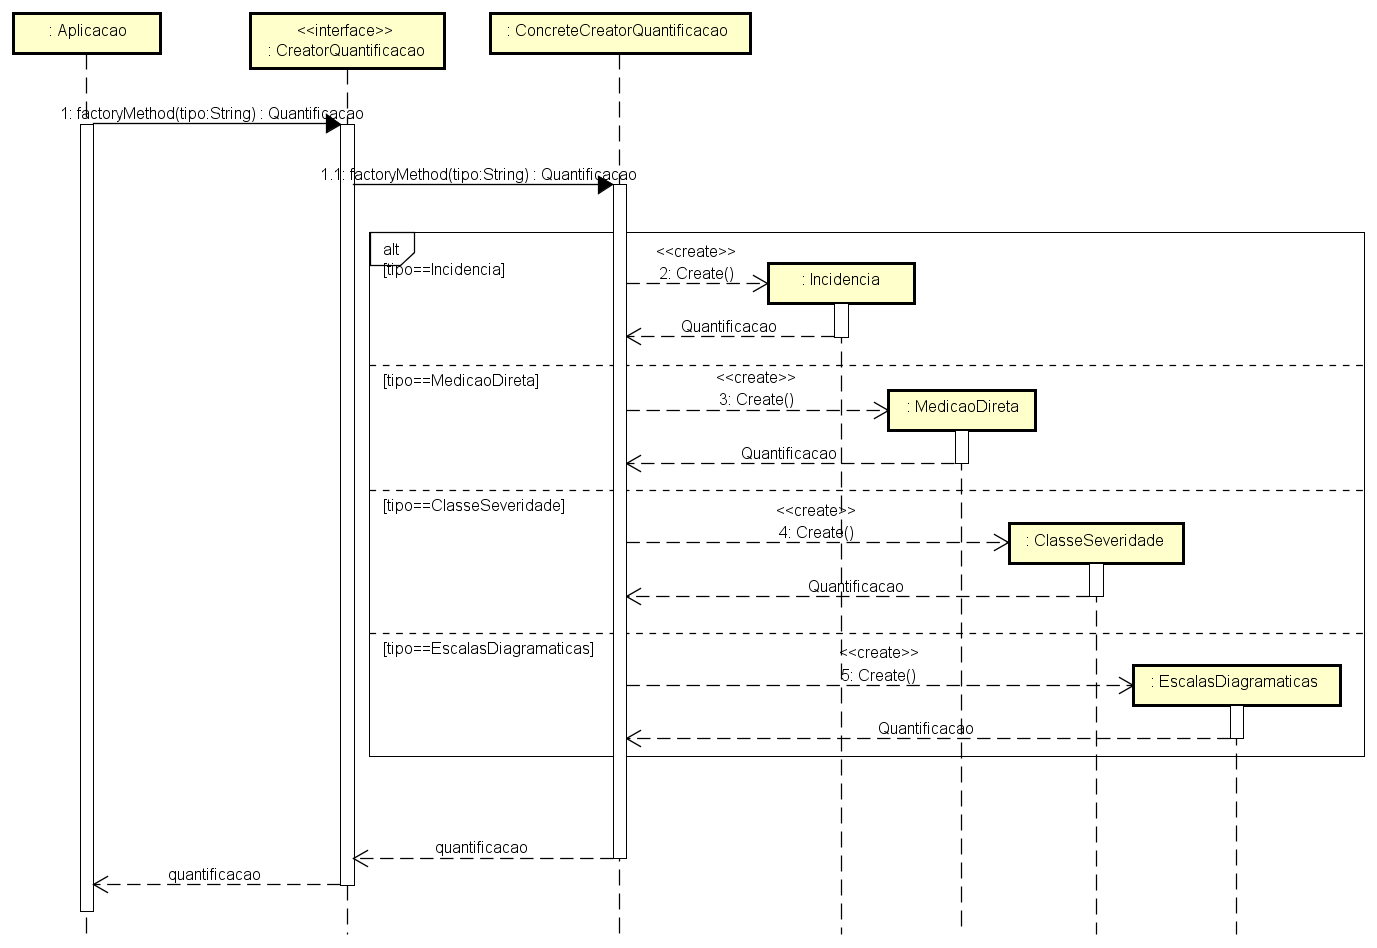 : Aplicacao
<<interface>>
: CreatorQuantificacao
: ConcreteCreatorQuantificacao
1: factoryMethod(tipo:String) : Quantificacao
1.1: factoryMethod(tipo:String) : Quantificacao
alt
[tipo==Incidencia]
<<create>>
2: Create()
: Incidencia
Quantificacao
[tipo==MedicaoDireta]
<<create>>
3: Create()
: MedicaoDireta
Quantificacao
[tipo==ClasseSeveridade]
<<create>>
4: Create()
: ClasseSeveridade
Quantificacao
[tipo==EscalasDiagramaticas]
<<create>>
5: Create()
: EscalasDiagramaticas
Quantificacao
quantificacao
quantificacao